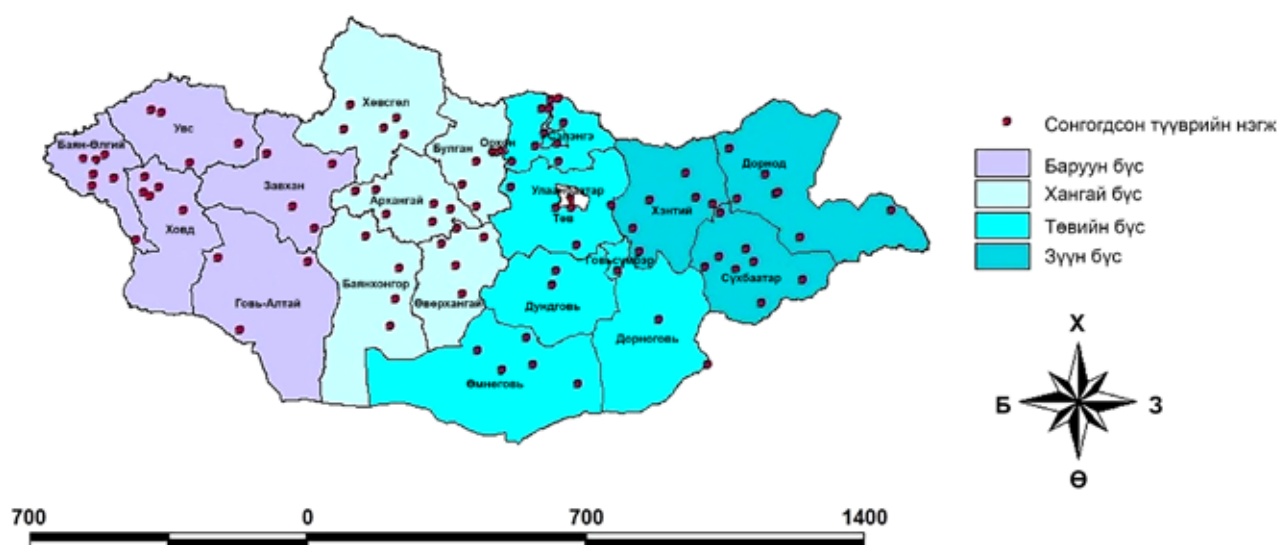 Хөвсгөл
Увс
Баян-Өлгий
Орхон
Сэлэнгэ
Булган
Дорнод
Завхан
Архангай
Улаанбаатар
Хэнтий
Ховд
Төв
Говьсүмбэр
Сүхбаатар
Баянхонгор
Өвөрхангай
Говь-Алтай
Дундговь
Дорноговь
Өмнөговь
Сонгогдсон түүврийн нэгж
Баруун бүс
Хангай бүс
Төвийн бүс
Зүүн бүс
Х
Б
З
Ө
700 0 700 1400